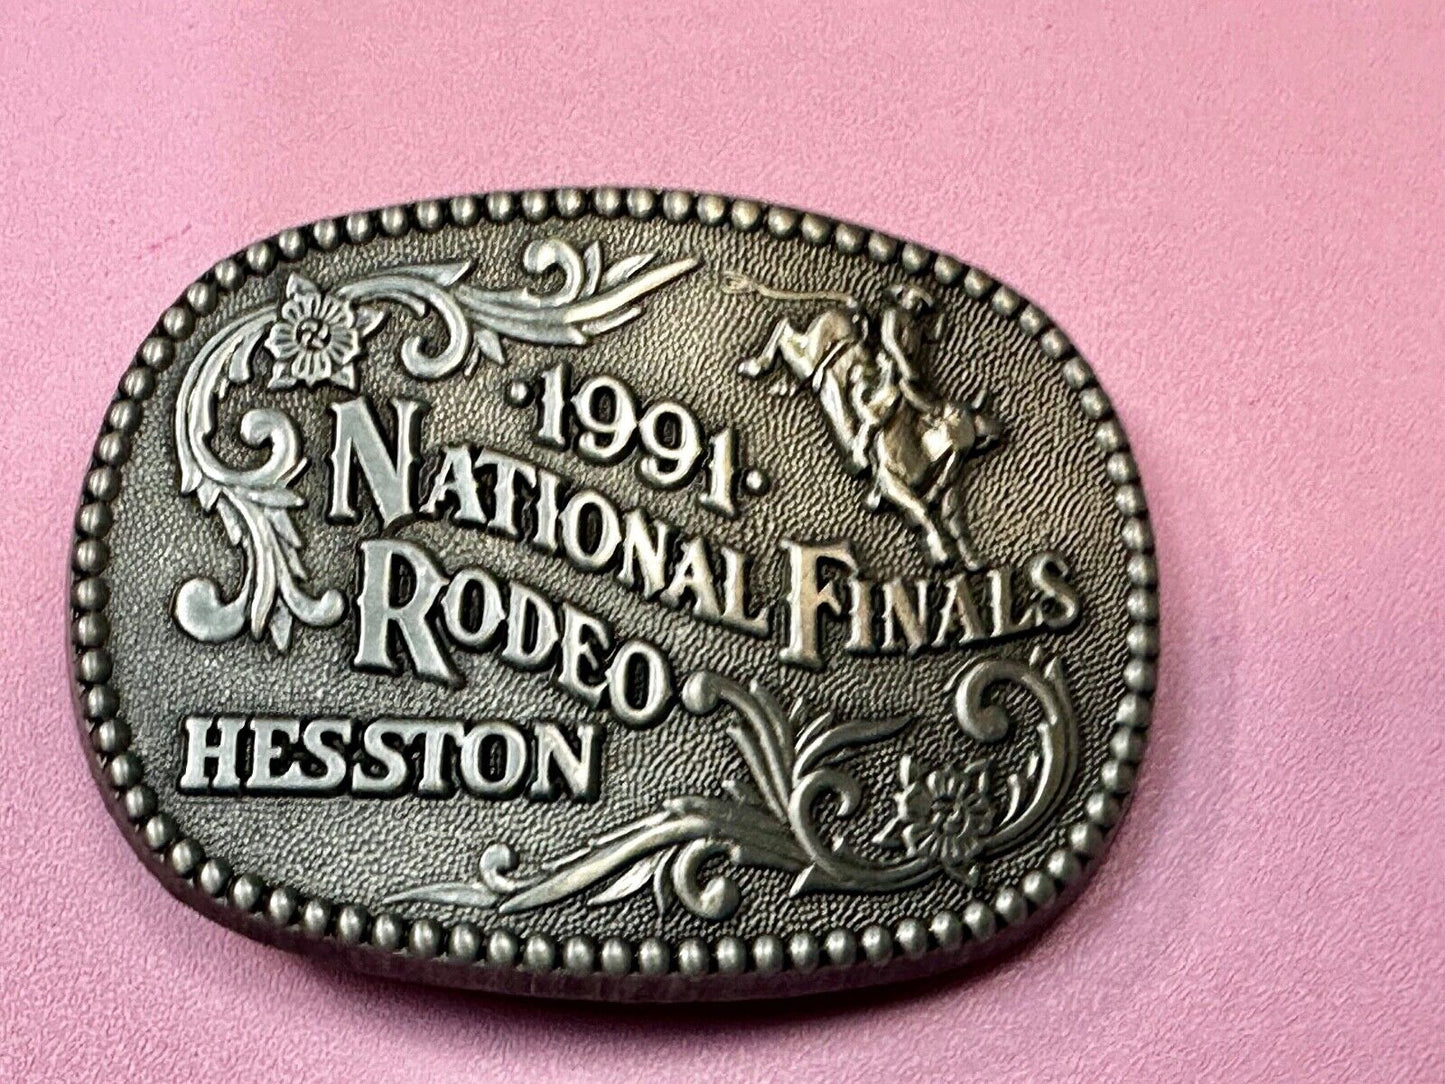 ·1991·
NATIONAL FINALS
RODEO
HESSTON